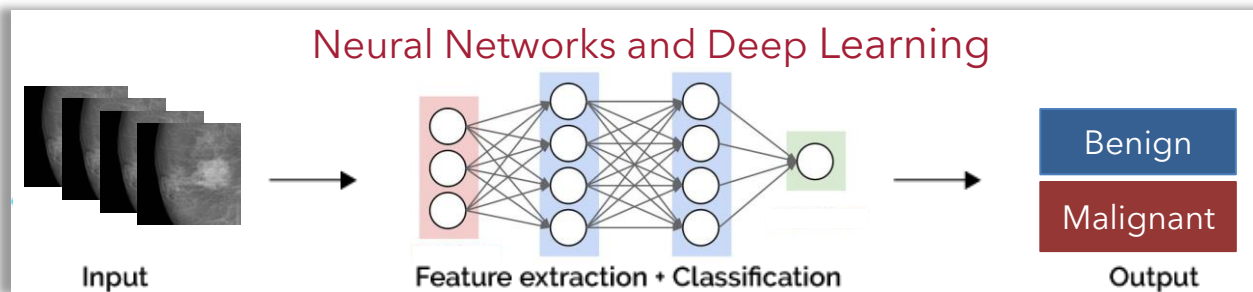 Neural Networks and Deep Learning
Benign
Malignant
Input
Feature extraction + Classification
Output